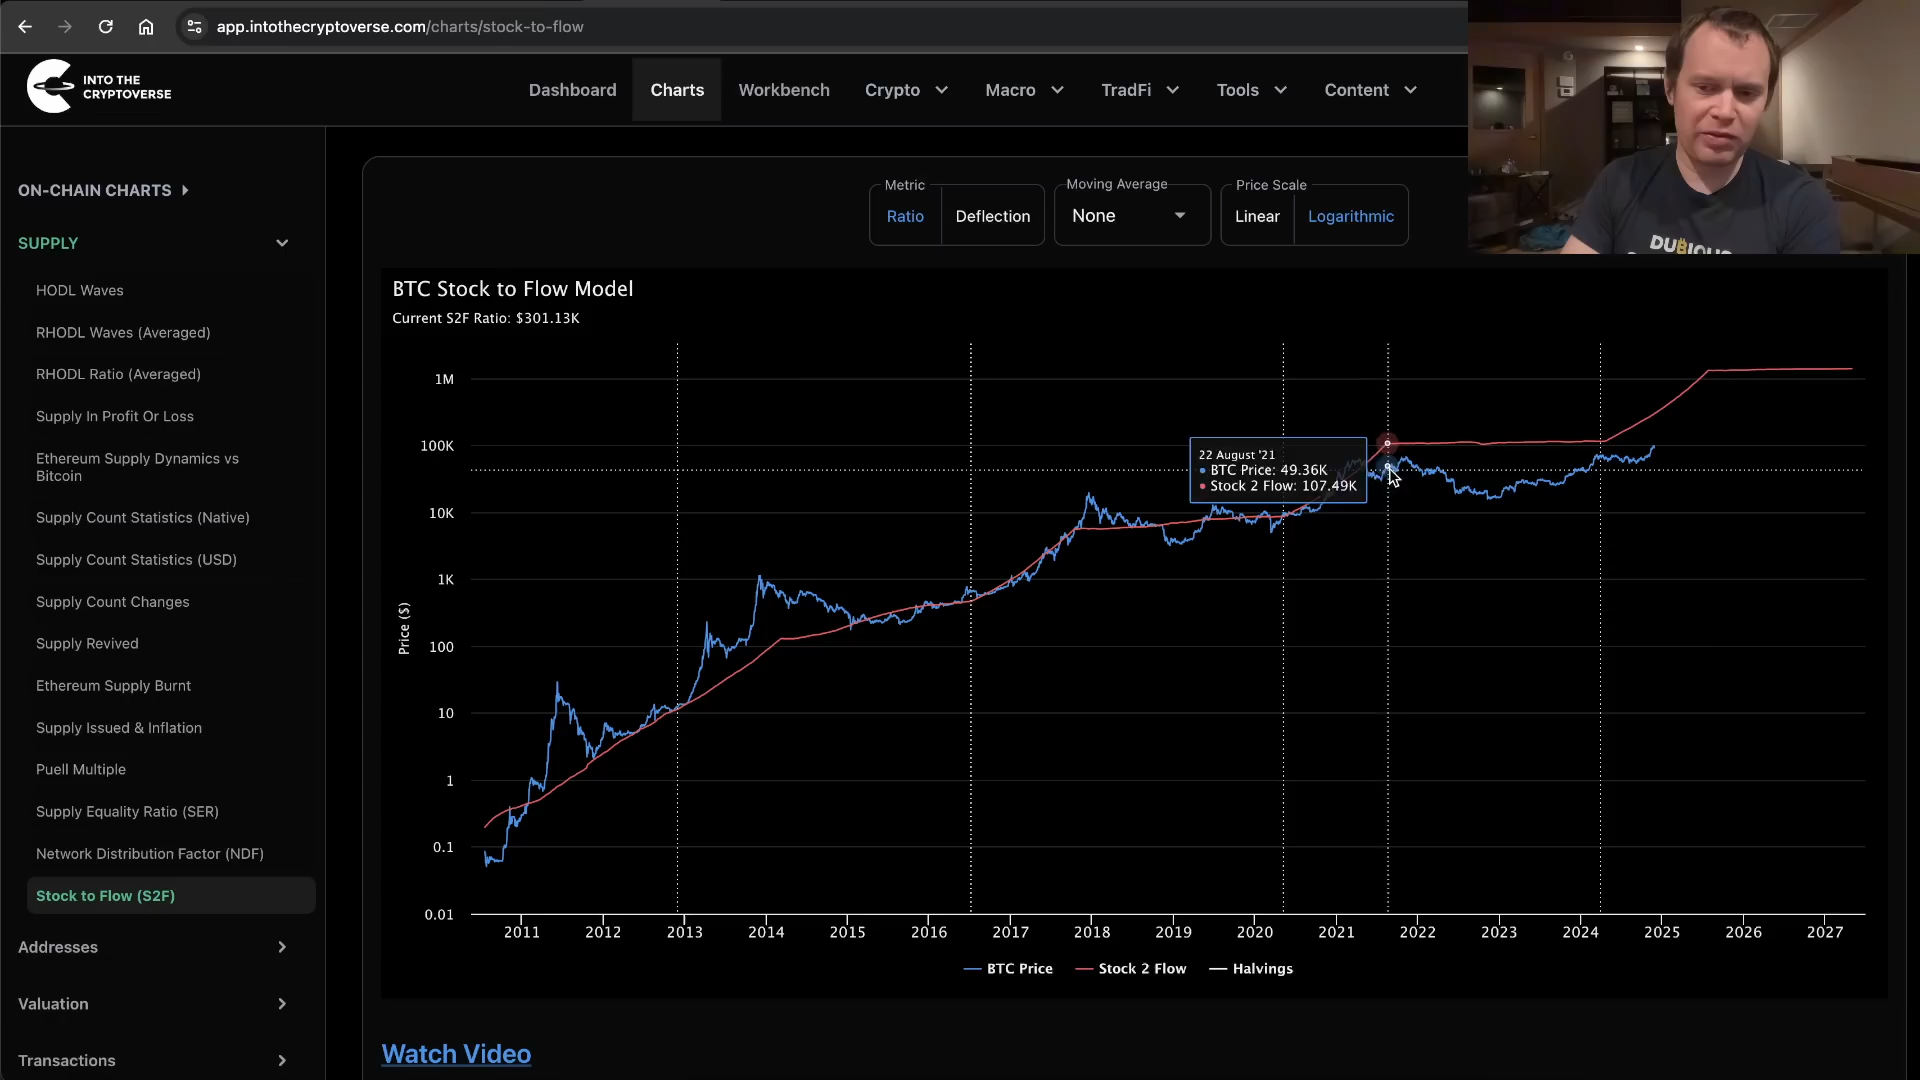 app.intothecryptoverse.com/charts/stock-to-flow
INTO THE
CRYPTOVERSE
Dashboard
Charts
Workbench
Crypto
Macro
TradFi
Tools
Content
ON-CHAIN CHARTS
SUPPLY
HODL Waves
RHODL Waves (Averaged)
RHODL Ratio (Averaged)
Supply In Profit Or Loss
Ethereum Supply Dynamics vs
Bitcoin
Supply Count Statistics (Native)
Supply Count Statistics (USD)
Supply Count Changes
Supply Revived
Ethereum Supply Burnt
Supply Issued & Inflation
Puell Multiple
Supply Equality Ratio (SER)
Network Distribution Factor (NDF)
Stock to Flow (S2F)
Addresses
Valuation
Transactions
Metric
Ratio
Deflection
Moving Average
None
Price Scale
Linear
Logarithmic
BTC Stock to Flow Model
Current S2F Ratio: $301.13K
1M
100K
10K
1K
100
10
1
0.1
0.01
Price ($)
22 August '21
BTC Price: 49.36K
Stock 2 Flow: 107.49K
2011
2012
2013
2014
2015
2016
2017
2018
2019
2020
2021
2022
2023
2024
2025
2026
2027
BTC Price
Stock 2 Flow
Halvings
Watch Video
DUBIOUS